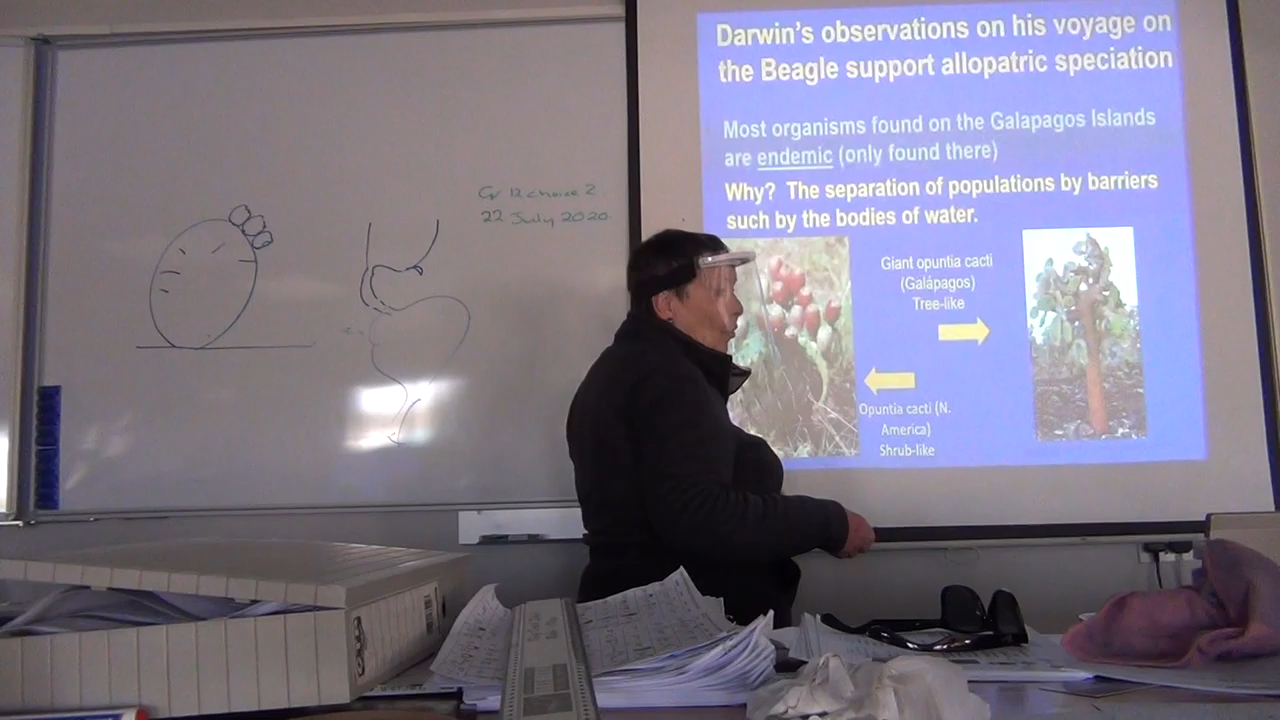 Gr 12 choice 2
22 July 2020
Darwin's observations on his voyage on
the Beagle support allopatric speciation
Most organisms found on the Galapagos Islands
are endemic (only found there)
Why? The separation of populations by barriers
such by the bodies of water.
Giant opuntia cacti
(Galápagos)
Tree-like
Opuntia cacti (N.
America)
Shrub-like